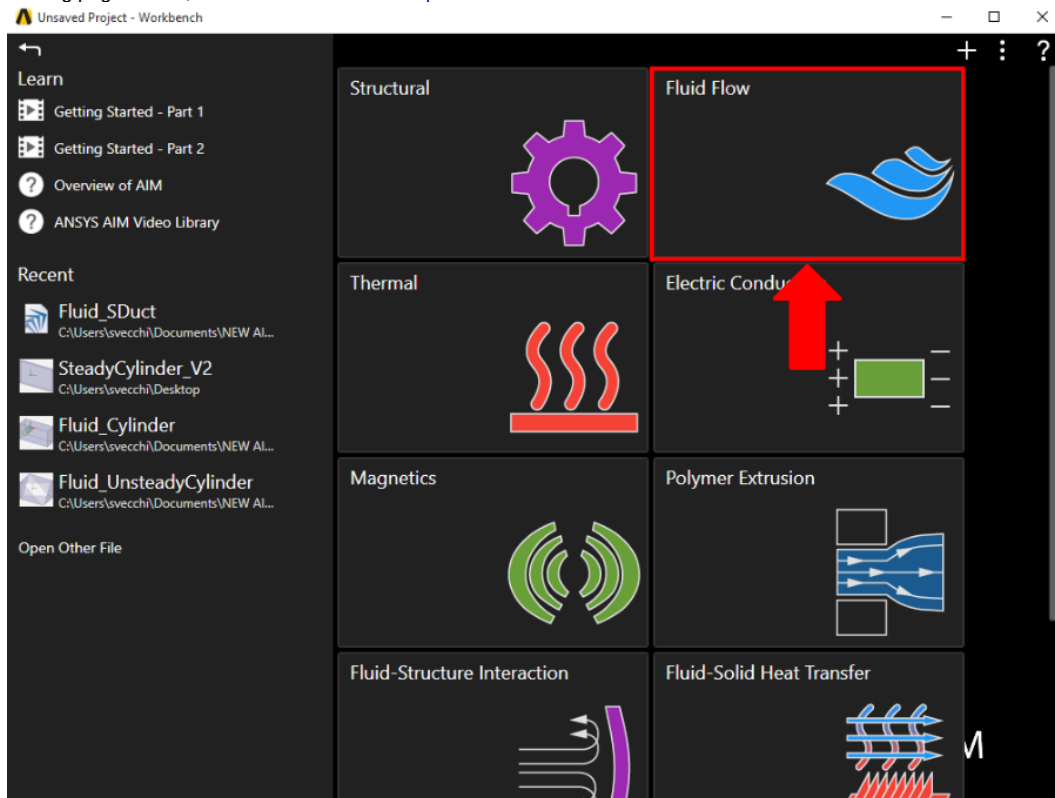 Unsaved Project - Workbench
Learn
Getting Started - Part 1
Getting Started - Part 2
? Overview of AIM
? ANSYS AIM Video Library
Recent
Fluid_SDuct
C:\Users\svecchi\Documents\NEW AI...
SteadyCylinder_V2
C:\Users\svecchi\Desktop
Fluid_Cylinder
C:\Users\svecchi\Documents\NEW AI...
Fluid_UnsteadyCylinder
C:\Users\svecchi\Documents\NEW AI...
Open Other File
+ ⋮ ?
Structural
Fluid Flow
Thermal
Electric Condu
Magnetics
Polymer Extrusion
Fluid-Structure Interaction
Fluid-Solid Heat Transfer
M